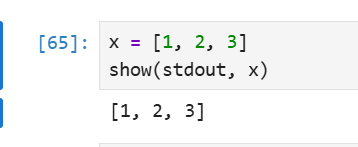 [65]: x = [1, 2, 3]
show(stdout, x)
[1, 2, 3]